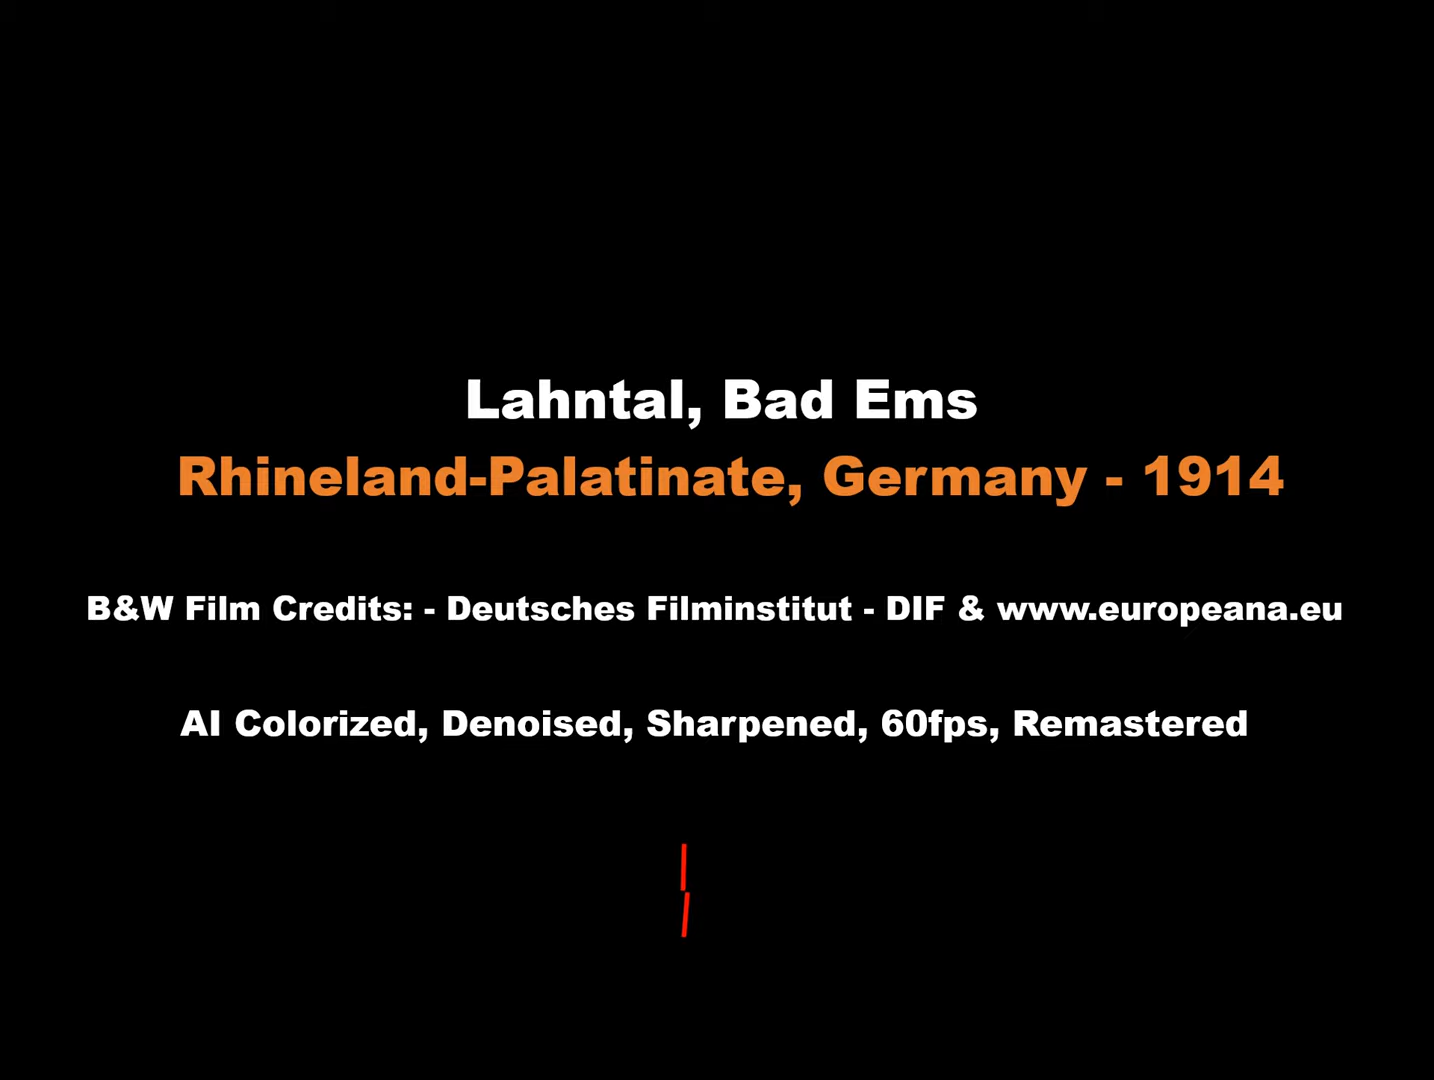 Lahntal, Bad Ems
Rhineland-Palatinate, Germany - 1914
B&W Film Credits: - Deutsches Filminstitut - DIF & www.europeana.eu
AI Colorized, Denoised, Sharpened, 60fps, Remastered